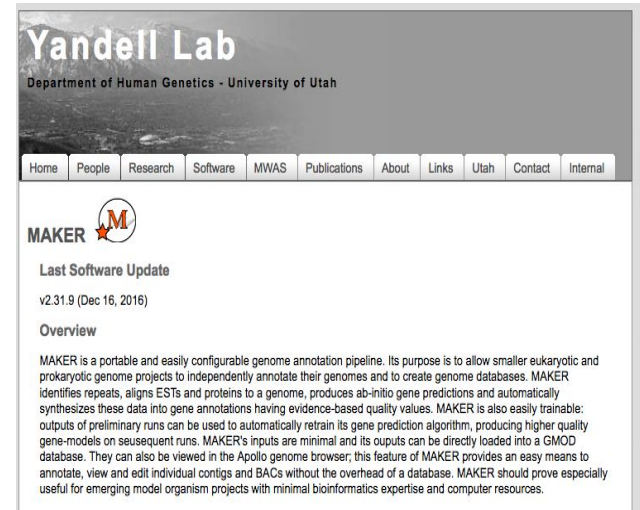 Yandell Lab
Department of Human Genetics - University of Utah
Home People Research Software MWAS Publications About Links Utah Contact Internal
MAKER M
Last Software Update
v2.31.9 (Dec 16, 2016)
Overview
MAKER is a portable and easily configurable genome annotation pipeline. Its purpose is to allow smaller eukaryotic and
prokaryotic genome projects to independently annotate their genomes and to create genome databases. MAKER
identifies repeats, aligns ESTs and proteins to a genome, produces ab-initio gene predictions and automatically
synthesizes these data into gene annotations having evidence-based quality values. MAKER is also easily trainable:
outputs of preliminary runs can be used to automatically retrain its gene prediction algorithm, producing higher quality
gene-models on seusequent runs. MAKER's inputs are minimal and its ouputs can be directly loaded into a GMOD
database. They can also be viewed in the Apollo genome browser; this feature of MAKER provides an easy means to
annotate, view and edit individual contigs and BACs without the overhead of a database. MAKER should prove especially
useful for emerging model organism projects with minimal bioinformatics expertise and computer resources.